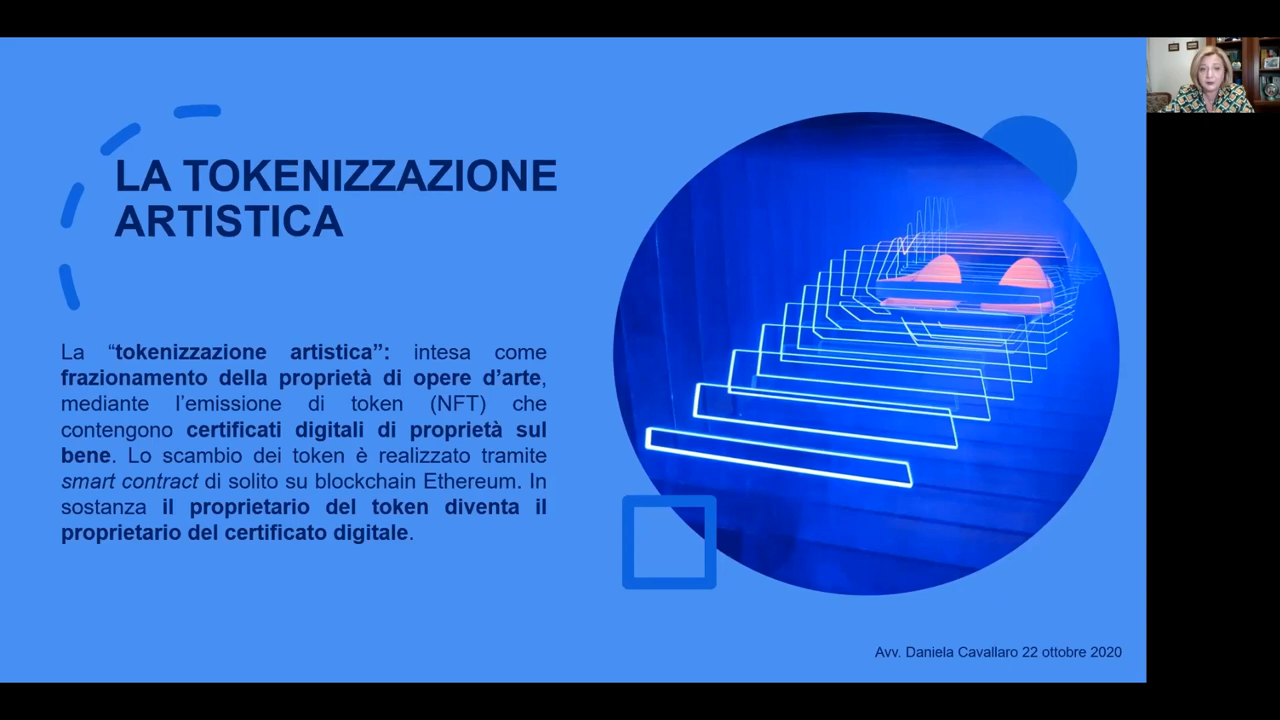 LA TOKENIZZAZIONE
ARTISTICA
La “tokenizzazione artistica”: intesa come
frazionamento della proprietà di opere d’arte,
mediante l’emissione di token (NFT) che
contengono certificati digitali di proprietà sul
bene. Lo scambio dei token è realizzato tramite
smart contract di solito su blockchain Ethereum. In
sostanza il proprietario del token diventa il
proprietario del certificato digitale.
Avv. Daniela Cavallaro 22 ottobre 2020